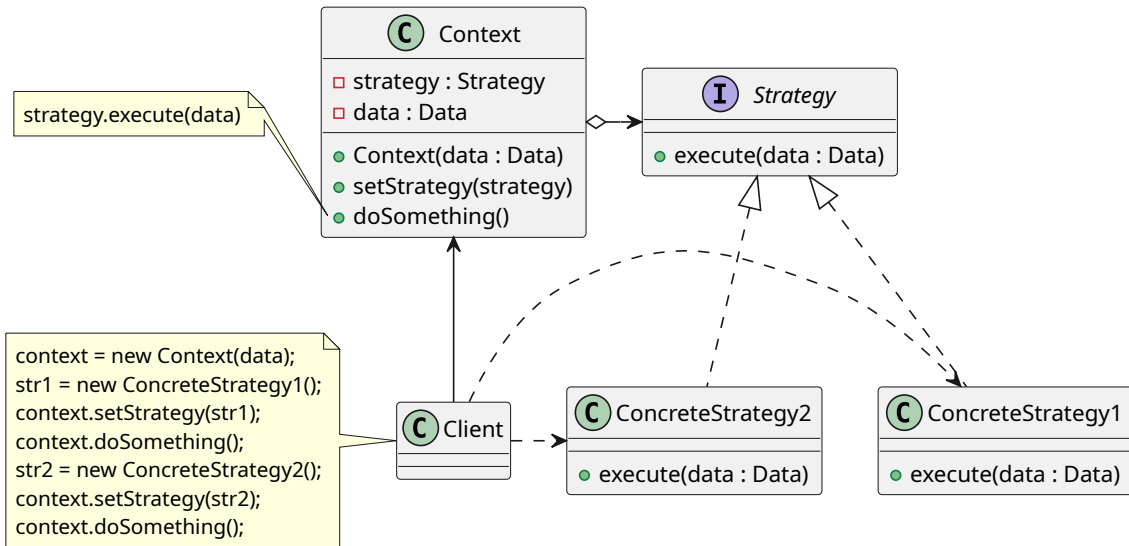 C Context
strategy : Strategy
data : Data
Context(data : Data)
setStrategy(strategy)
doSomething()
strategy.execute(data)
I Strategy
execute(data : Data)
context = new Context(data);
str1 = new ConcreteStrategy1();
context.setStrategy(str1);
context.doSomething();
str2 = new ConcreteStrategy2();
context.setStrategy(str2);
context.doSomething();
C Client
C ConcreteStrategy2
execute(data : Data)
C ConcreteStrategy1
execute(data : Data)